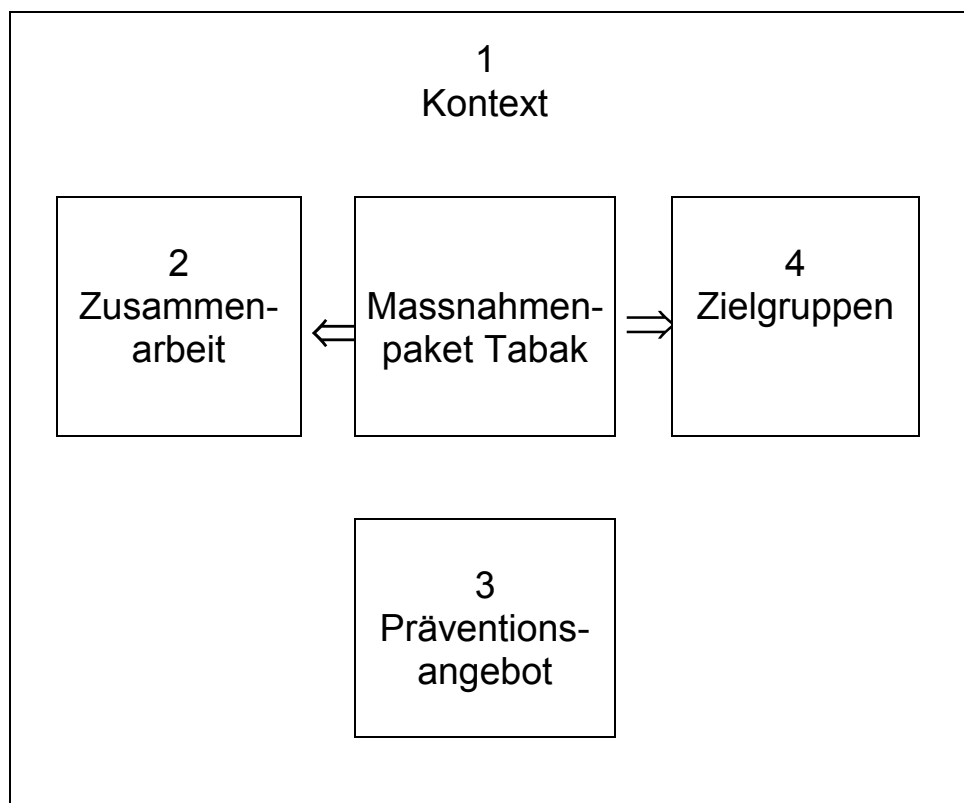 1
Kontext
2
Zusammen-
arbeit
Massnahmen-
paket Tabak
4
Zielgruppen
3
Präventions-
angebot